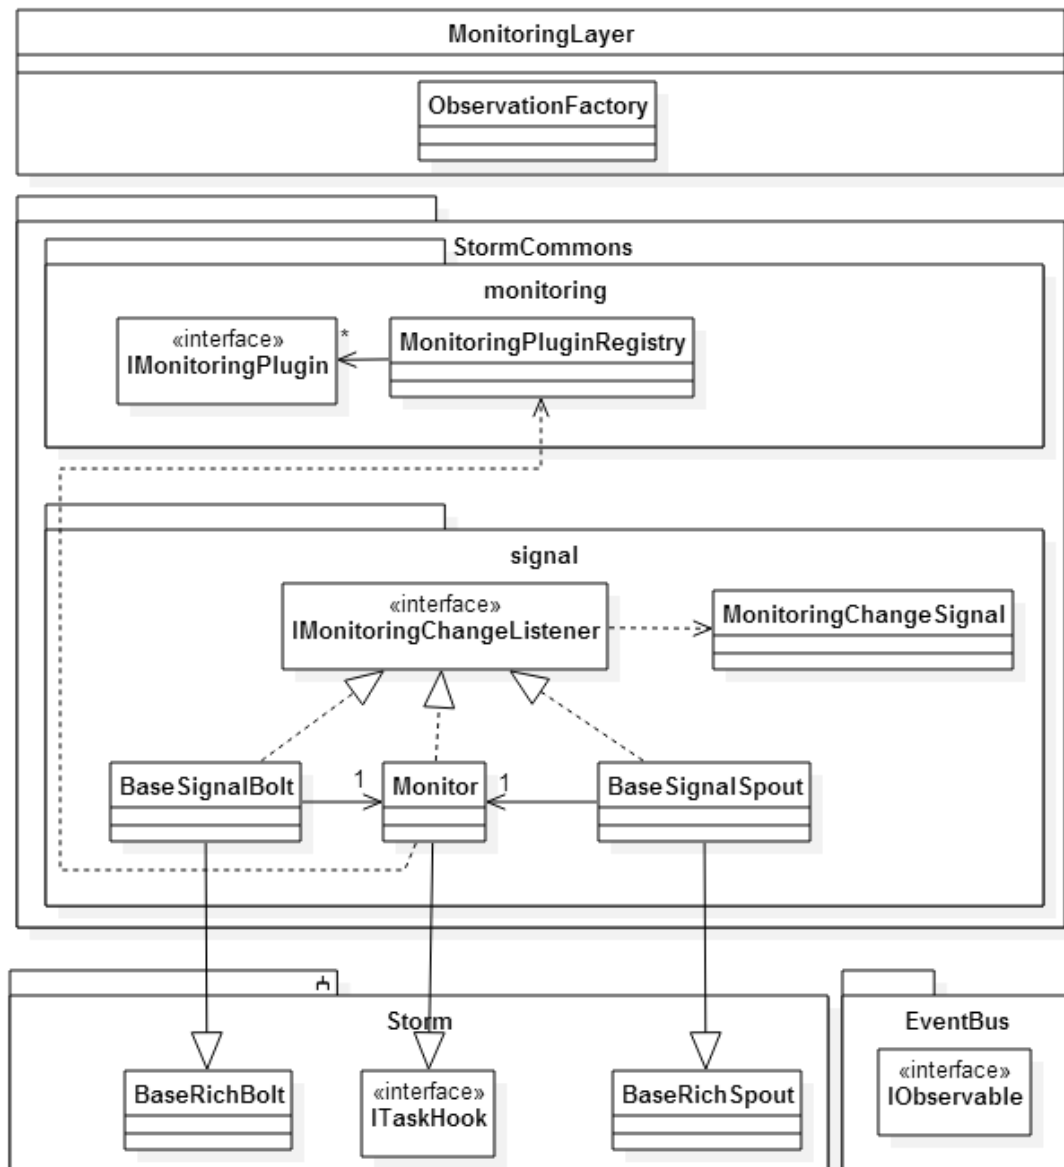 MonitoringLayer
ObservationFactory
StormCommons
monitoring
«interface»
IMonitoringPlugin
*
MonitoringPluginRegistry
signal
«interface»
IMonitoringChangeListener
MonitoringChangeSignal
BaseSignalBolt
1
Monitor
1
BaseSignalSpout
Storm
EventBus
BaseRichBolt
«interface»
ITaskHook
BaseRichSpout
«interface»
IObservable